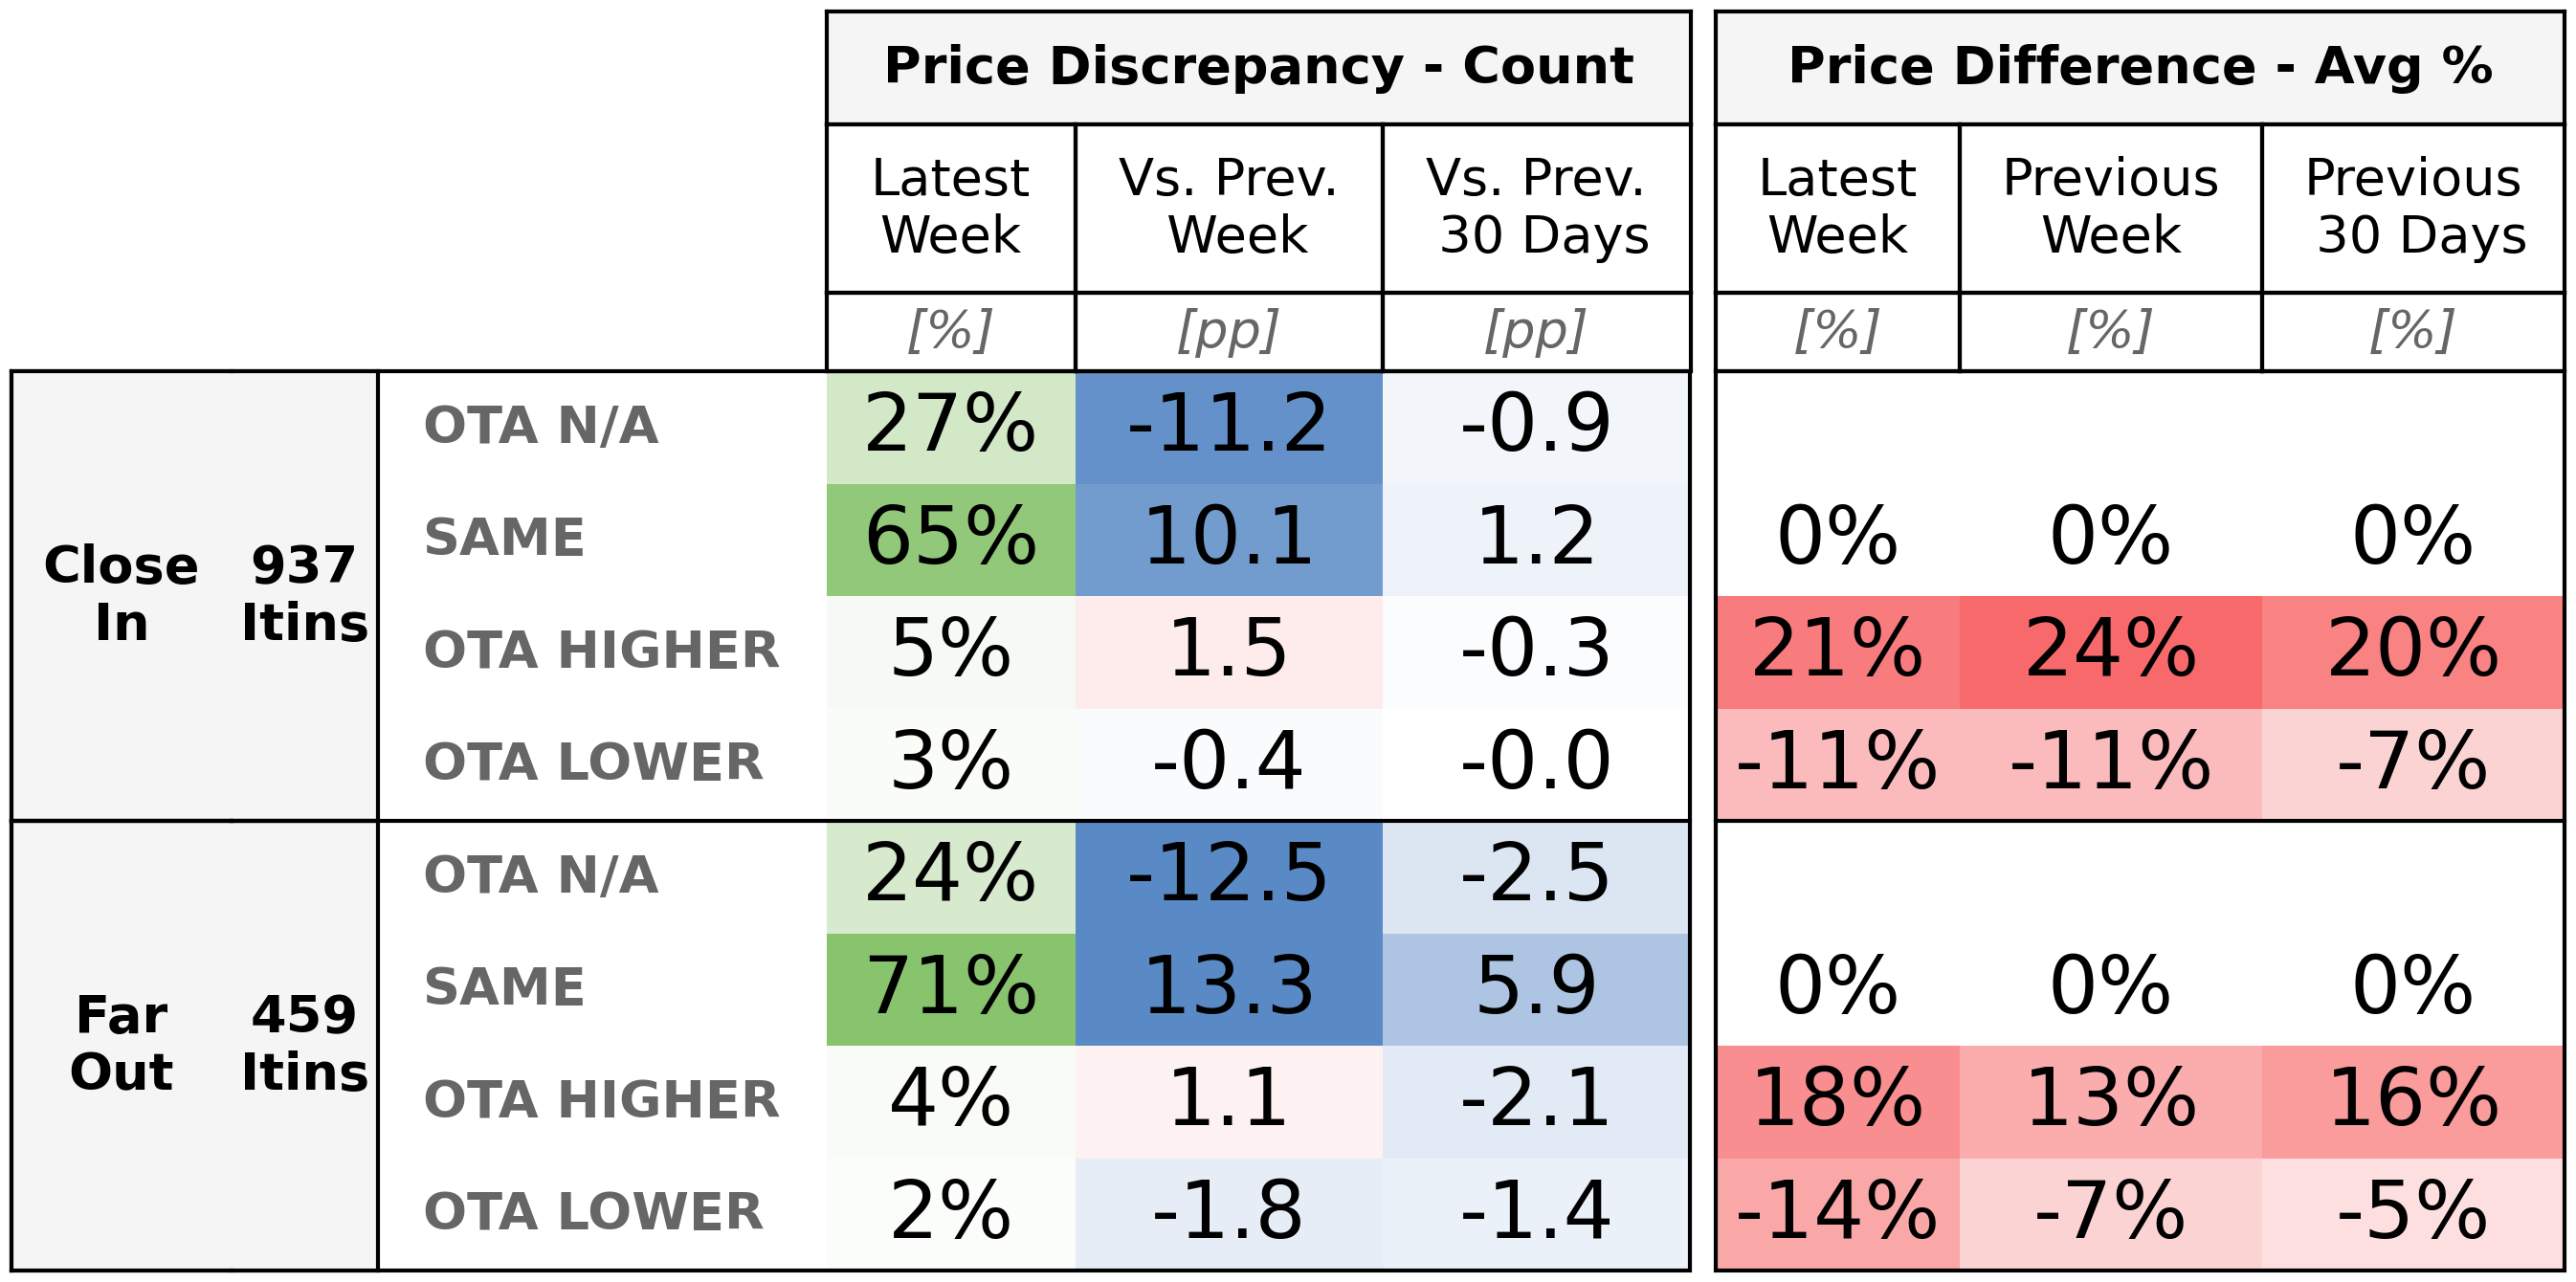 Price Discrepancy - Count Price Difference - Avg %
Latest Week Vs. Prev. Week Vs. Prev. 30 Days Latest Week Previous Week Previous 30 Days
[%] [pp] [pp] [%] [%] [%]
Close In 937 Itins
OTA N/A 27% -11.2 -0.9
SAME 65% 10.1 1.2 0% 0% 0%
OTA HIGHER 5% 1.5 -0.3 21% 24% 20%
OTA LOWER 3% -0.4 -0.0 -11% -11% -7%
Far Out 459 Itins
OTA N/A 24% -12.5 -2.5
SAME 71% 13.3 5.9 0% 0% 0%
OTA HIGHER 4% 1.1 -2.1 18% 13% 16%
OTA LOWER 2% -1.8 -1.4 -14% -7% -5%